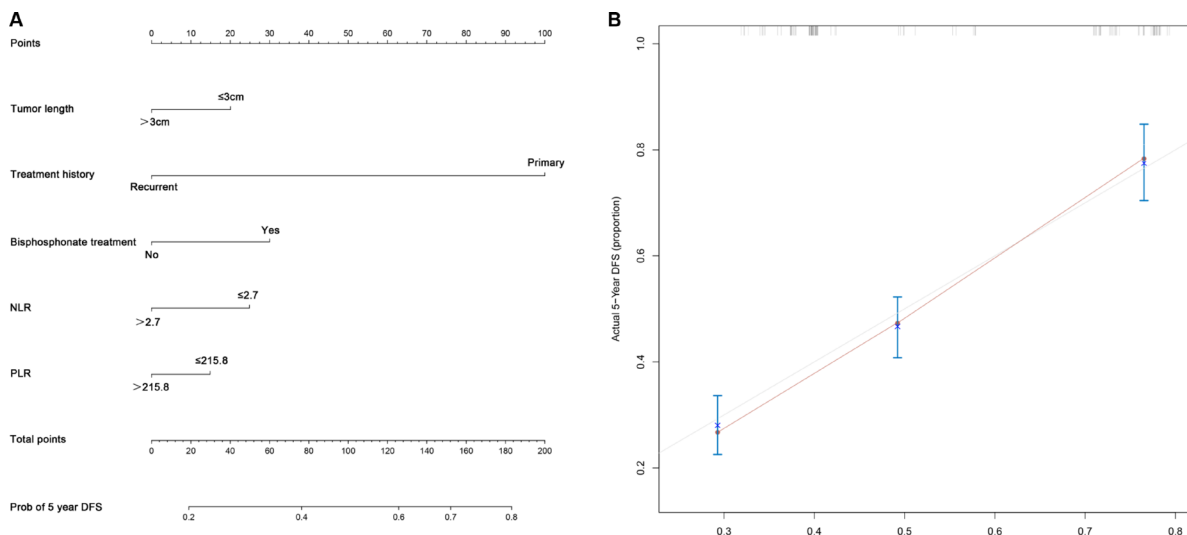 A
Points
0 10 20 30 40 50 60 70 80 90 100
≤3cm
Tumor length
>3cm
Primary
Treatment history
Recurrent
Yes
Bisphosphonate treatment
No
≤2.7
NLR
>2.7
≤215.8
PLR
>215.8
Total points
0 20 40 60 80 100 120 140 160 180 200
Prob of 5 year DFS
0.2 0.4 0.6 0.7 0.8
B
Actual 5-Year DFS (proportion)
1.0
0.8
0.6
0.4
0.2
0.3 0.4 0.5 0.6 0.7 0.8